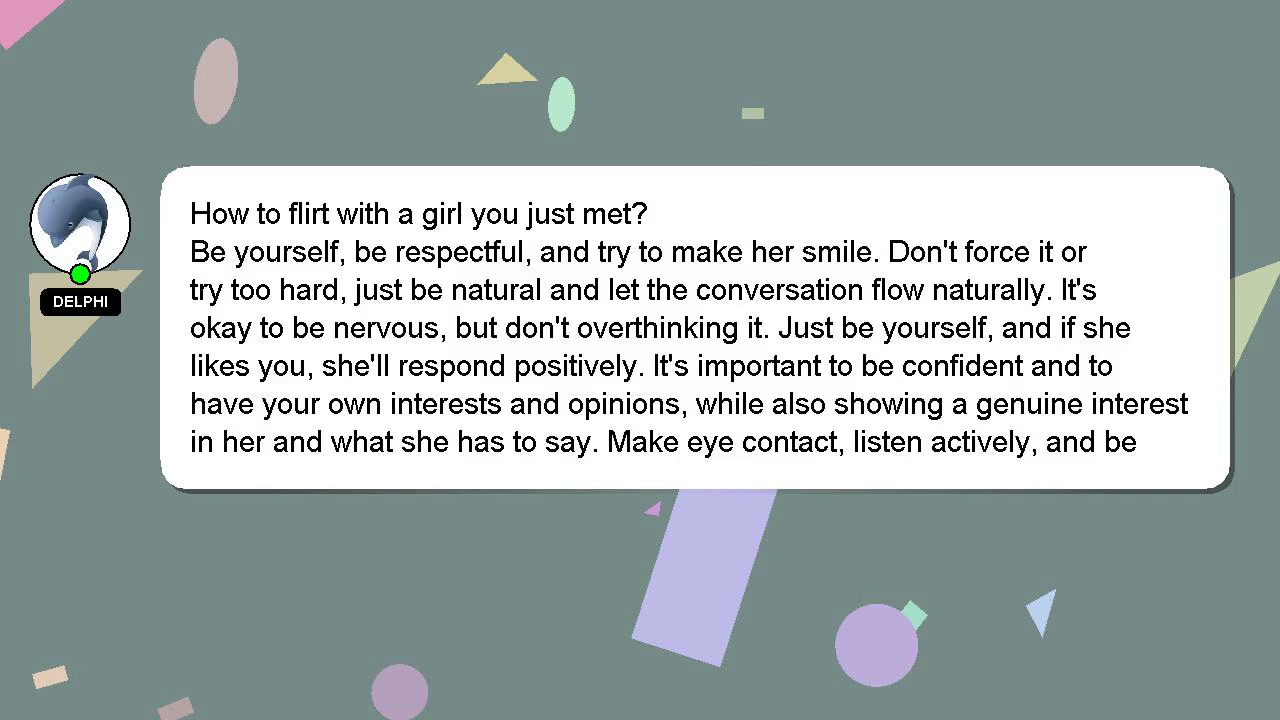 How to flirt with a girl you just met?
Be yourself, be respectful, and try to make her smile. Don't force it or
try too hard, just be natural and let the conversation flow naturally. It's
okay to be nervous, but don't overthinking it. Just be yourself, and if she
likes you, she'll respond positively. It's important to be confident and to
have your own interests and opinions, while also showing a genuine interest
in her and what she has to say. Make eye contact, listen actively, and be
DELPHI